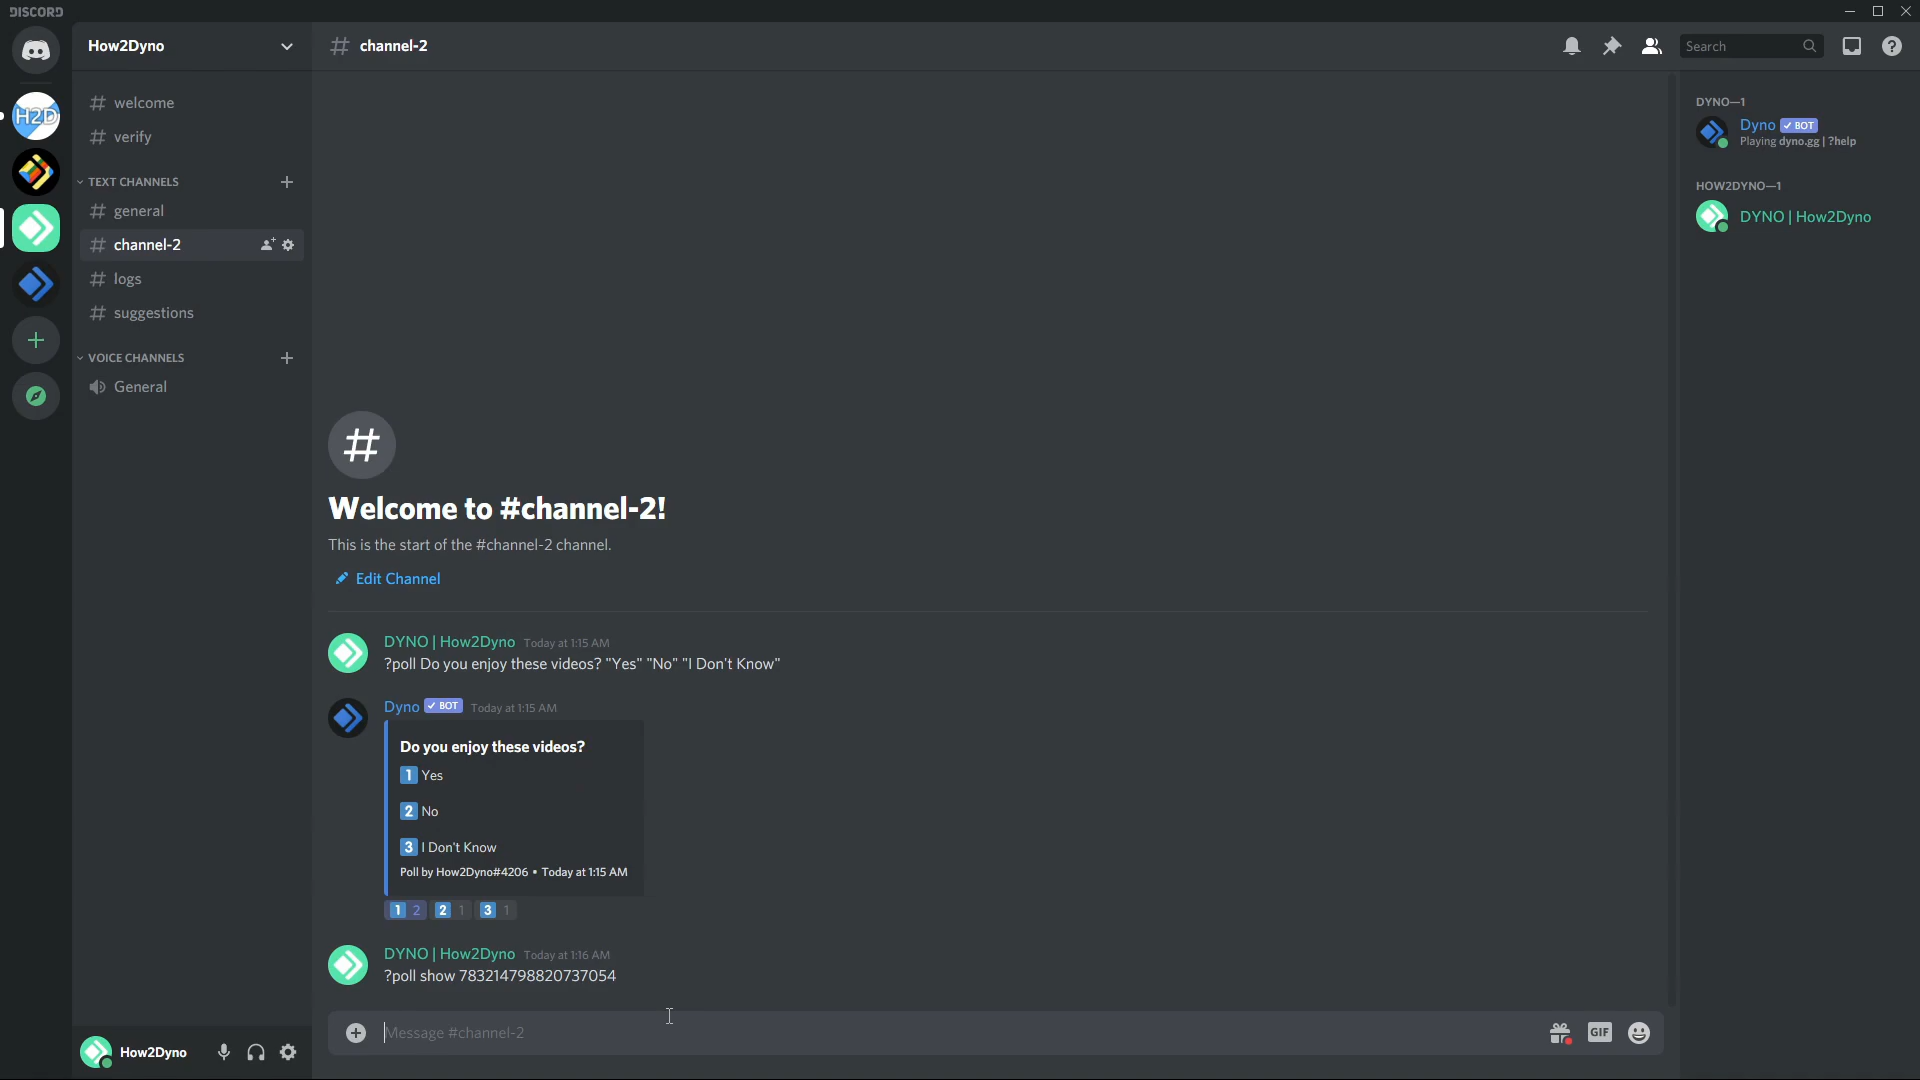 DISCORD
How2Dyno
# channel-2
Search
H2D
# welcome
# verify
TEXT CHANNELS
# general
# channel-2
# logs
# suggestions
VOICE CHANNELS
General
Welcome to #channel-2!
This is the start of the #channel-2 channel.
Edit Channel
DYNO | How2Dyno Today at 1:15 AM
?poll Do you enjoy these videos? "Yes" "No" "I Don't Know"
Dyno ✓ BOT Today at 1:15 AM
Do you enjoy these videos?
1 Yes
2 No
3 I Don't Know
Poll by How2Dyno#4206 • Today at 1:15 AM
1 2 2 1 3 1
DYNO | How2Dyno Today at 1:16 AM
?poll show 783214798820737054
Message #channel-2
GIF
How2Dyno
DYNO—1
Dyno ✓ BOT
Playing dyno.gg | ?help
HOW2DYNO—1
DYNO | How2Dyno